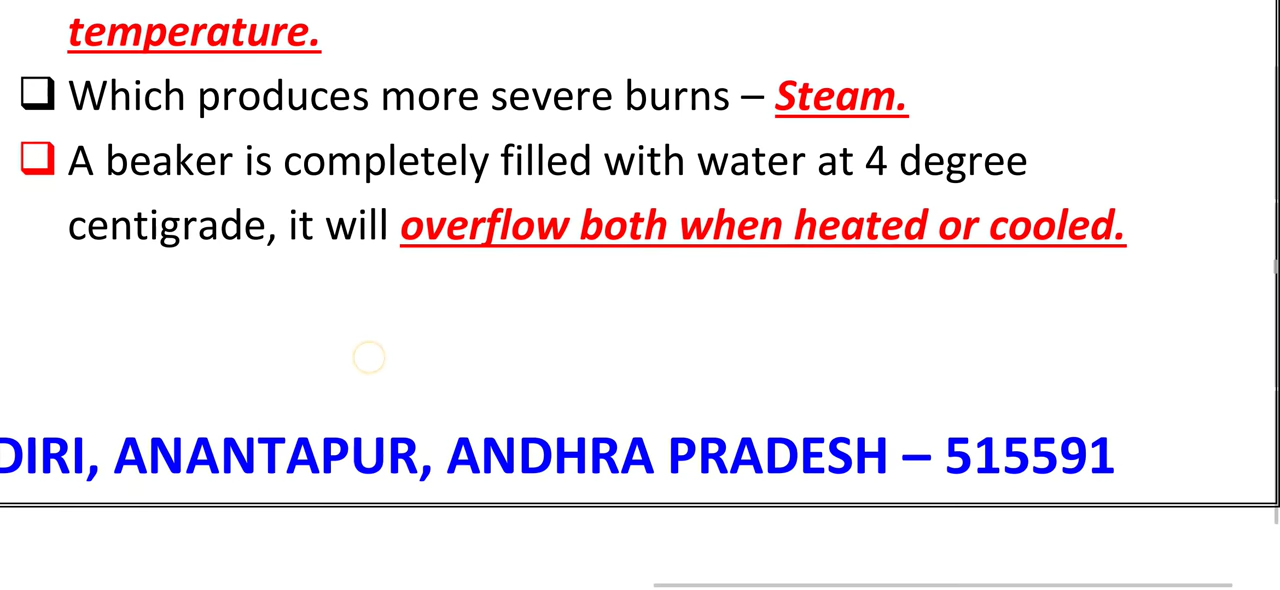 temperature.
Which produces more severe burns – Steam.
A beaker is completely filled with water at 4 degree
centigrade, it will overflow both when heated or cooled.
DIRI, ANANTAPUR, ANDHRA PRADESH – 515591